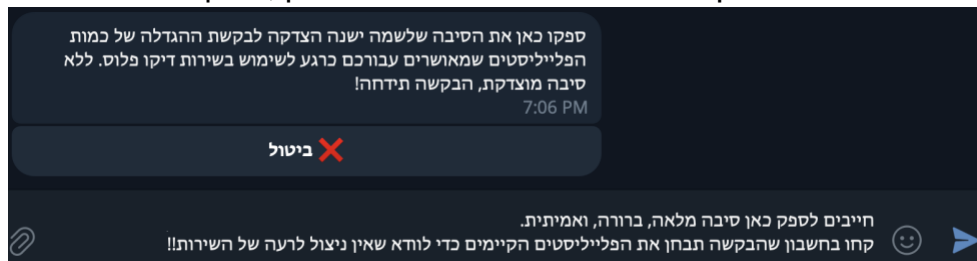 ספקו כאן את הסיבה שלשמה ישנה הצדקה לבקשת ההגדלה של כמות
הפלייליסטים שמאושרים עבורכם כרגע לשימוש בשירות דיקו פלוס. ללא
סיבה מוצדקת, הבקשה תידחה!
7:06 PM
❌ ביטול
חייבים לספק כאן סיבה מלאה, ברורה, ואמיתית.
קחו בחשבון שהבקשה תבחן את הפלייליסטים הקיימים כדי לוודא שאין ניצול לרעה של השירות!!